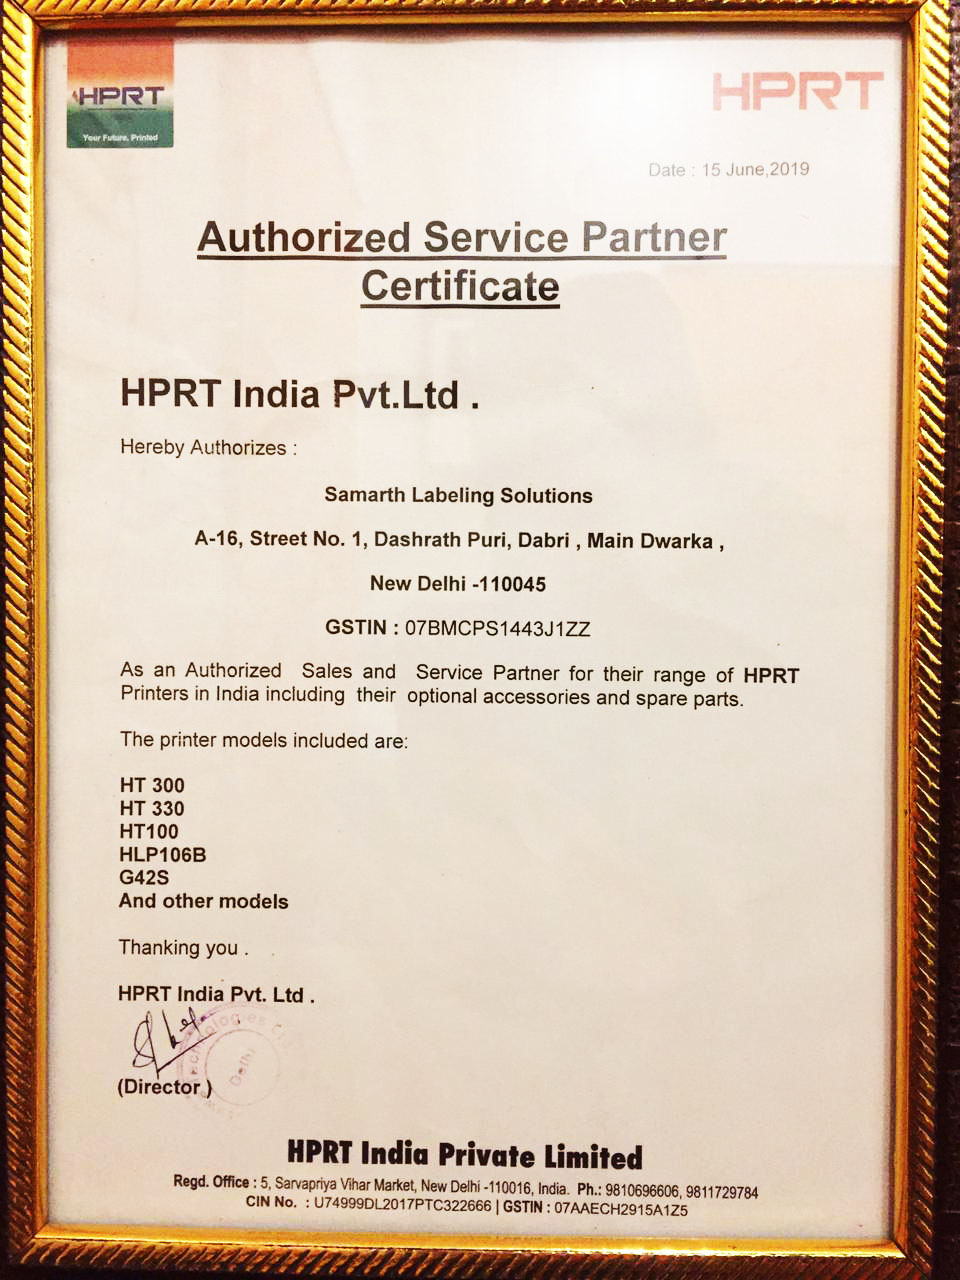 HPRT
Your Future, Printed
HPRT
Date : 15 June,2019
Authorized Service Partner
Certificate
HPRT India Pvt.Ltd .
Hereby Authorizes :
Samarth Labeling Solutions
A-16, Street No. 1, Dashrath Puri, Dabri , Main Dwarka ,
New Delhi -110045
GSTIN : 07BMCPS1443J1ZZ
As an Authorized Sales and Service Partner for their range of HPRT
Printers in India including their optional accessories and spare parts.
The printer models included are:
HT 300
HT 330
HT100
HLP106B
G42S
And other models
Thanking you .
HPRT India Pvt. Ltd .
Delhi
(Director )
HPRT India Private Limited
Regd. Office : 5, Sarvapriya Vihar Market, New Delhi -110016, India. Ph.: 9810696606, 9811729784
CIN No. : U74999DL2017PTC322666 | GSTIN : 07AAECH2915A1Z5